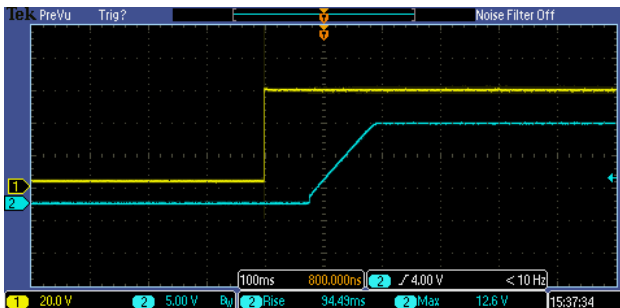 Tek PreVu Trig? Noise Filter Off
1
2
100ms 800.000ns 2 4.00 V < 10 Hz
1 20.0 V 2 5.00 V BW 2 Rise 94.49ms 2 Max 12.6 V 15:37:34